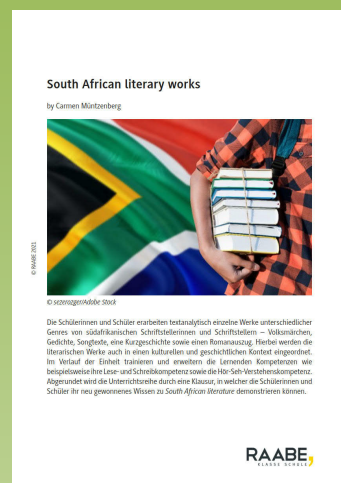 South African literary works
by Carmen Müntzenberg
© RAABE 2021
© sezerozger/Adobe Stock
Die Schülerinnen und Schüler erarbeiten textanalytisch einzelne Werke unterschiedlicher
Genres von südafrikanischen Schriftstellerinnen und Schriftstellern – Volksmärchen,
Gedichte, Songtexte, eine Kurzgeschichte sowie einen Romanauszug. Hierbei werden die
literarischen Werke auch in einen kulturellen und geschichtlichen Kontext eingeordnet.
Im Verlauf der Einheit trainieren und erweitern die Lernenden Kompetenzen wie
beispielsweise ihre Lese- und Schreibkompetenz sowie die Hör-Seh-Verstehenskompetenz.
Abgerundet wird die Unterrichtsreihe durch eine Klausur, in welcher die Schülerinnen und
Schüler ihr neu gewonnenes Wissen zu South African literature demonstrieren können.
RAABE
KLASSE SCHULE